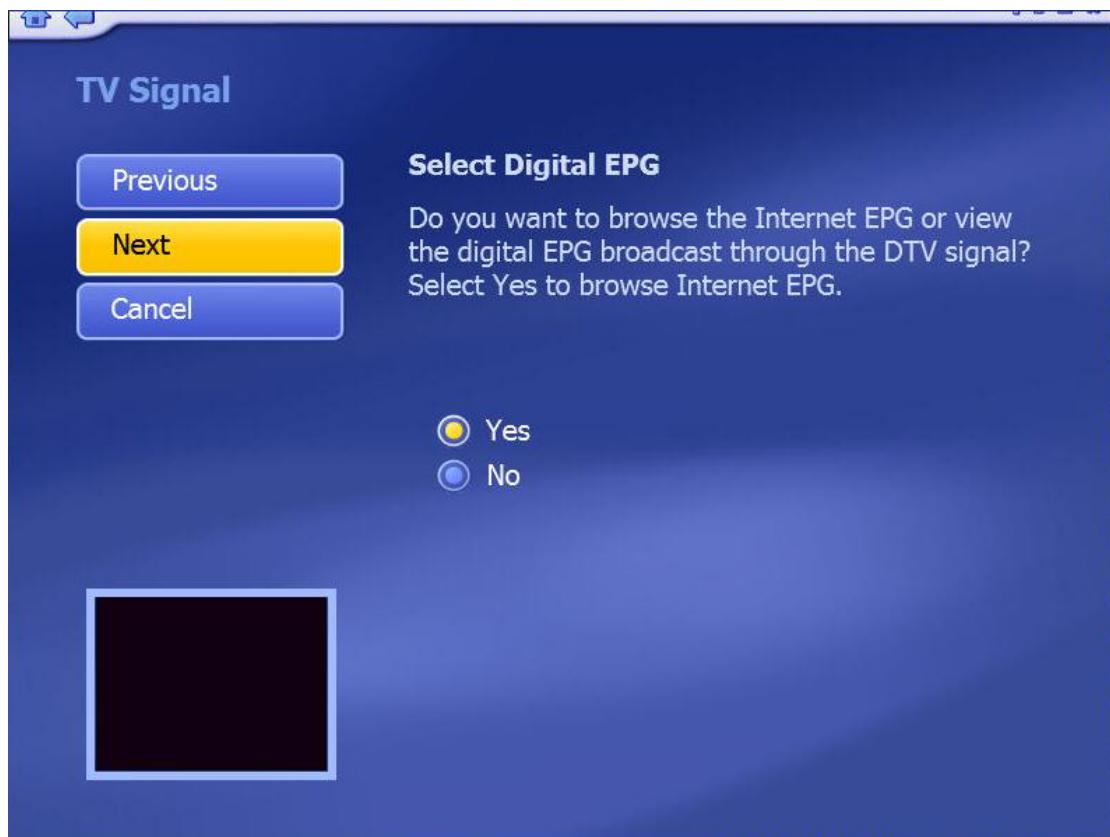 TV Signal
Previous
Next
Cancel
Select Digital EPG
Do you want to browse the Internet EPG or view
the digital EPG broadcast through the DTV signal?
Select Yes to browse Internet EPG.
Yes
No